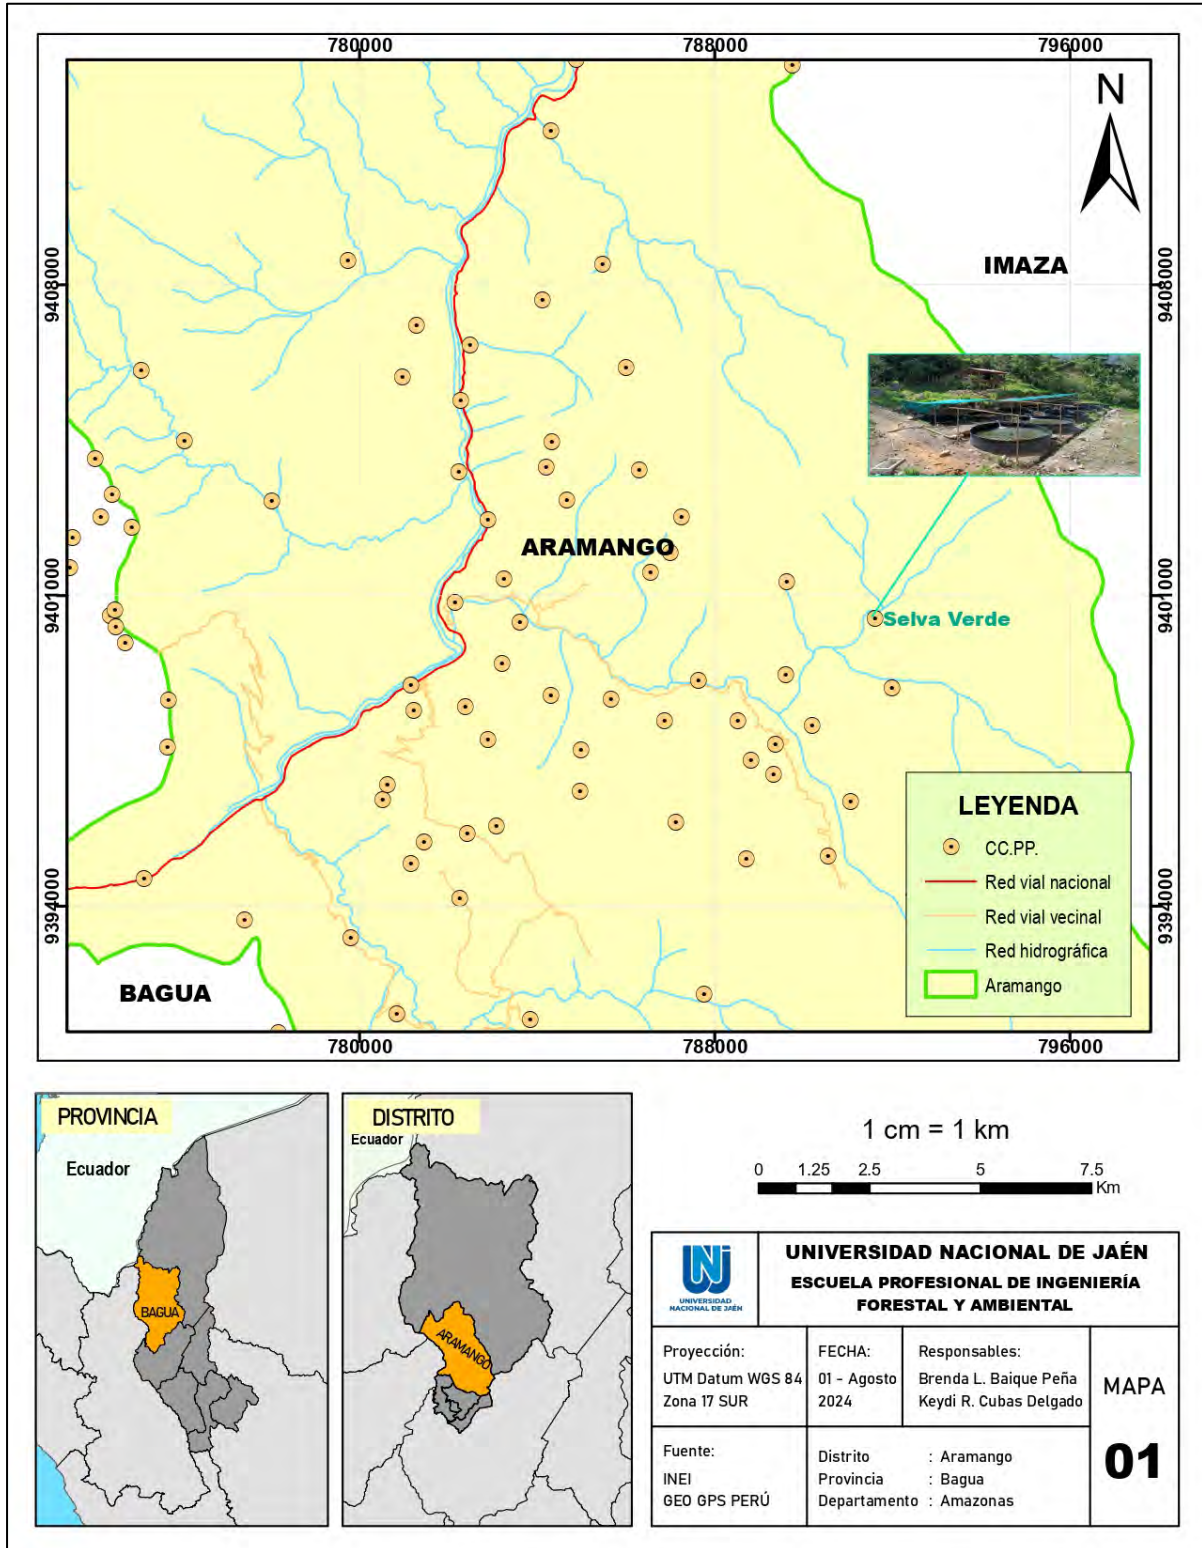 780000
788000
796000
N
IMAZA
9408000
9408000
ARAMANGO
9401000
9401000
Selva Verde
LEYENDA
CC.PP.
Red vial nacional
Red vial vecinal
Red hidrográfica
Aramango
9394000
9394000
BAGUA
780000
788000
796000
PROVINCIA
Ecuador
BAGUA
DISTRITO
Ecuador
ARAMANGO
1 cm = 1 km
0 1.25 2.5 5 7.5
Km
UNIVERSIDAD
NACIONAL DE JAÉN
UNIVERSIDAD NACIONAL DE JAÉN
ESCUELA PROFESIONAL DE INGENIERÍA
FORESTAL Y AMBIENTAL
Proyección:
UTM Datum WGS 84
Zona 17 SUR
FECHA:
01 - Agosto
2024
Responsables:
Brenda L. Baique Peña
Keydi R. Cubas Delgado
MAPA
01
Fuente:
INEI
GEO GPS PERÚ
Distrito : Aramango
Provincia : Bagua
Departamento : Amazonas